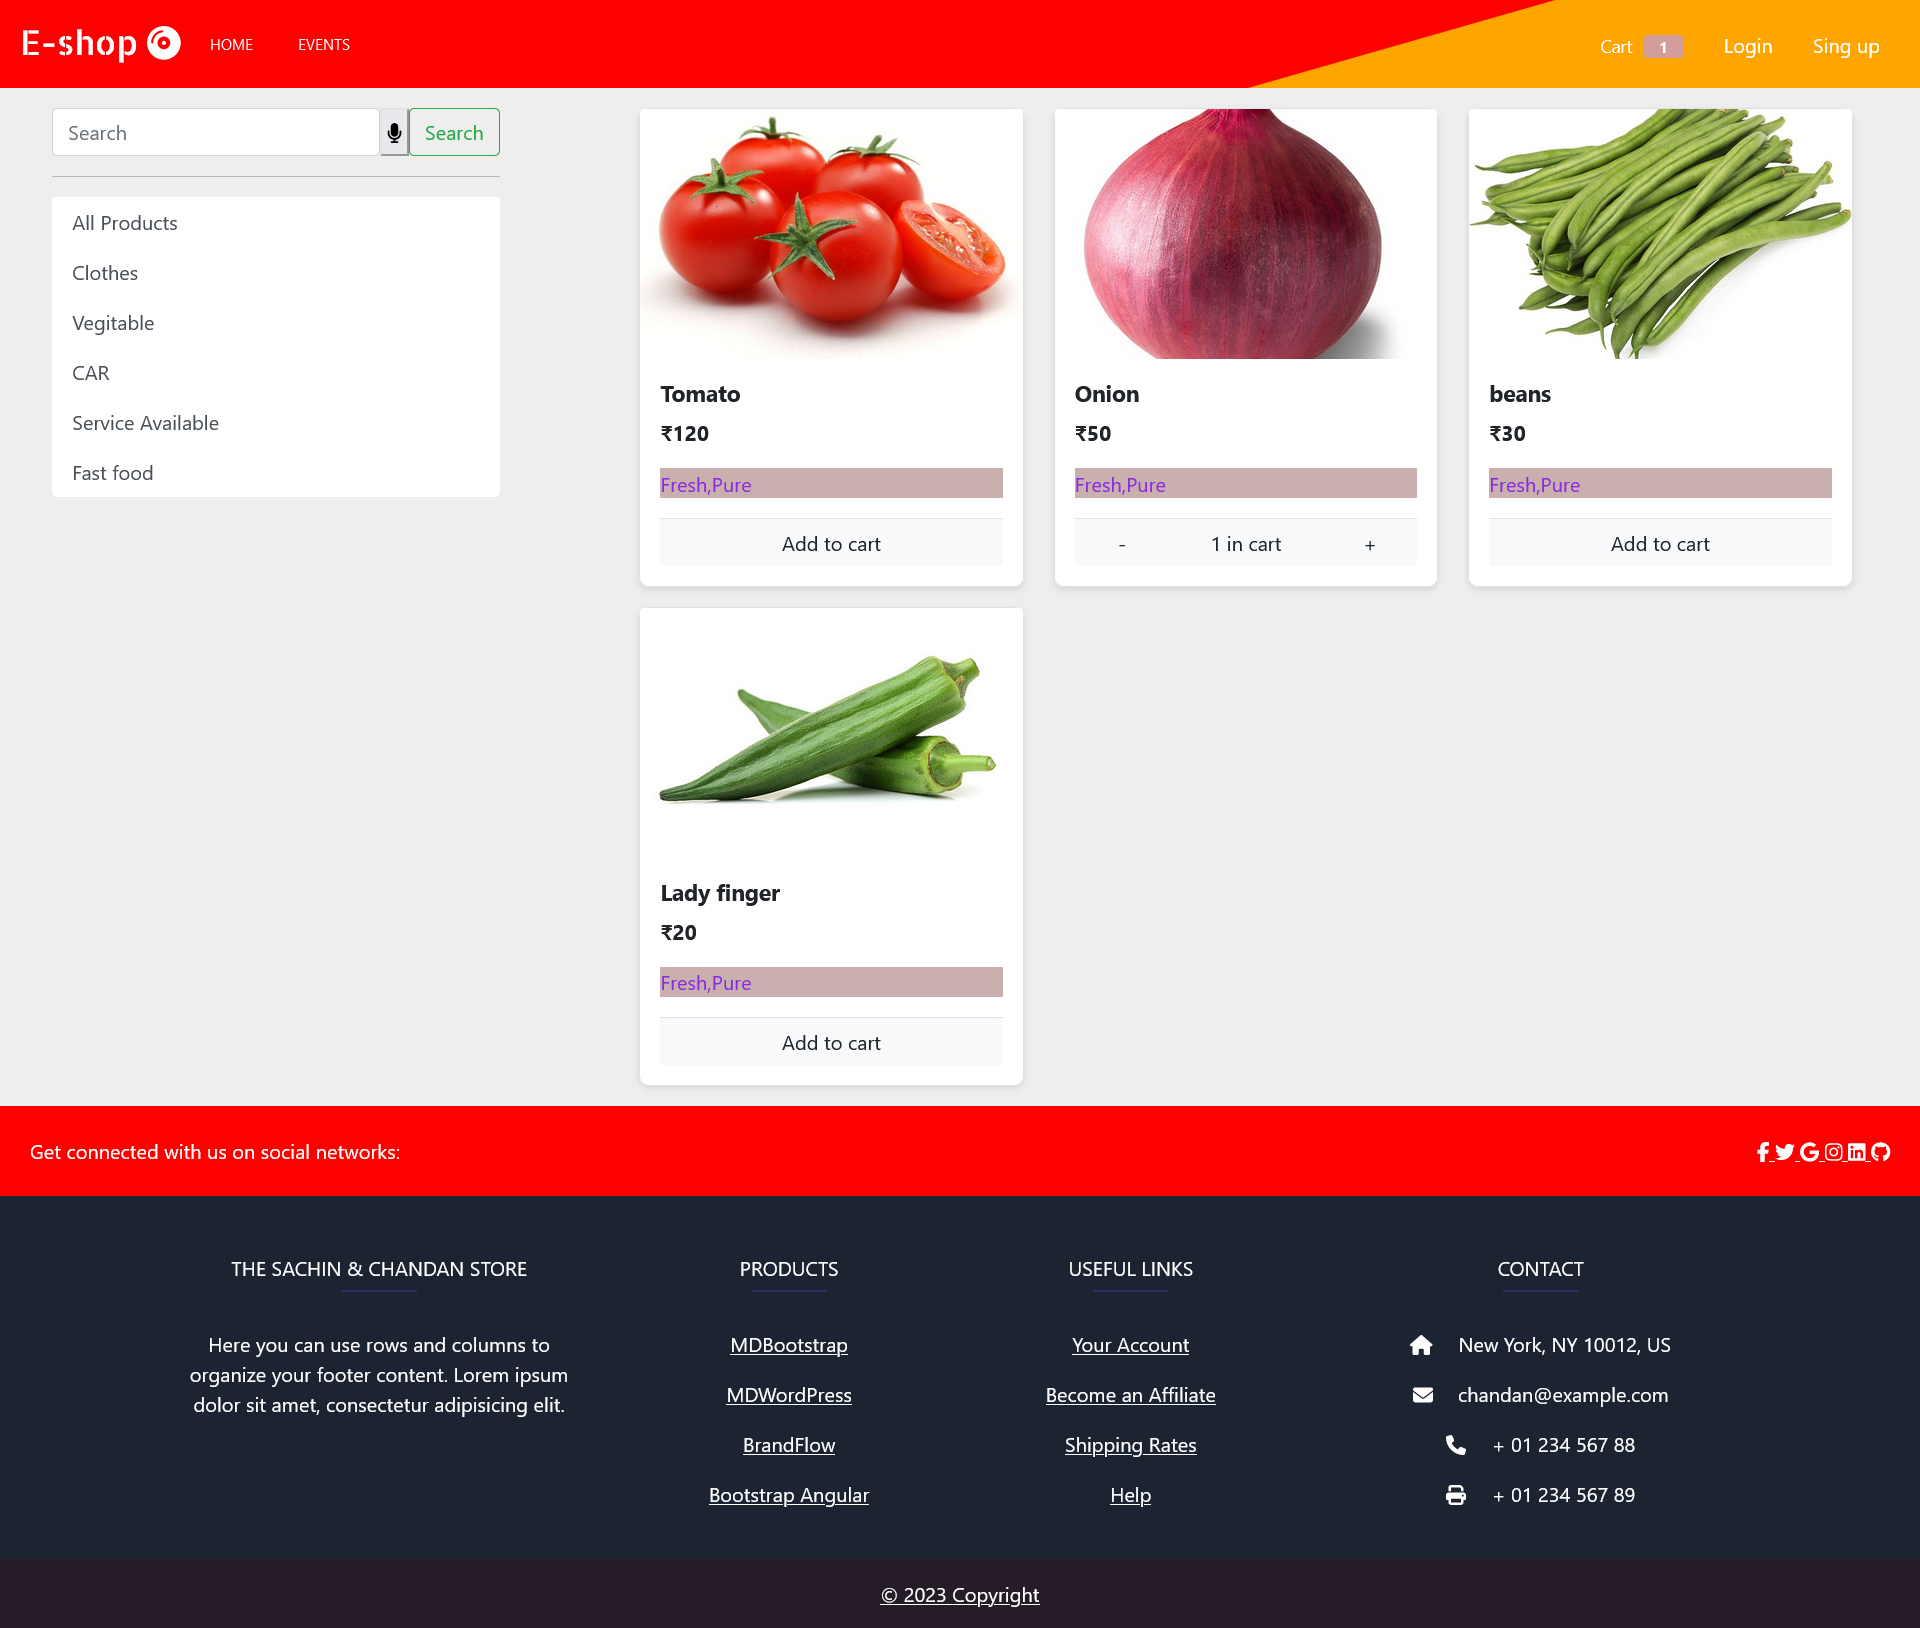 E-shop
HOME
EVENTS
Cart 1
Login
Sing up
Search
Search
All Products
Clothes
Vegitable
CAR
Service Available
Fast food
Tomato
₹120
Fresh,Pure
Add to cart
Onion
₹50
Fresh,Pure
- 1 in cart +
beans
₹30
Fresh,Pure
Add to cart
Lady finger
₹20
Fresh,Pure
Add to cart
Get connected with us on social networks:
THE SACHIN & CHANDAN STORE
Here you can use rows and columns to
organize your footer content. Lorem ipsum
dolor sit amet, consectetur adipisicing elit.
PRODUCTS
MDBootstrap
MDWordPress
BrandFlow
Bootstrap Angular
USEFUL LINKS
Your Account
Become an Affiliate
Shipping Rates
Help
CONTACT
New York, NY 10012, US
chandan@example.com
+ 01 234 567 88
+ 01 234 567 89
© 2023 Copyright